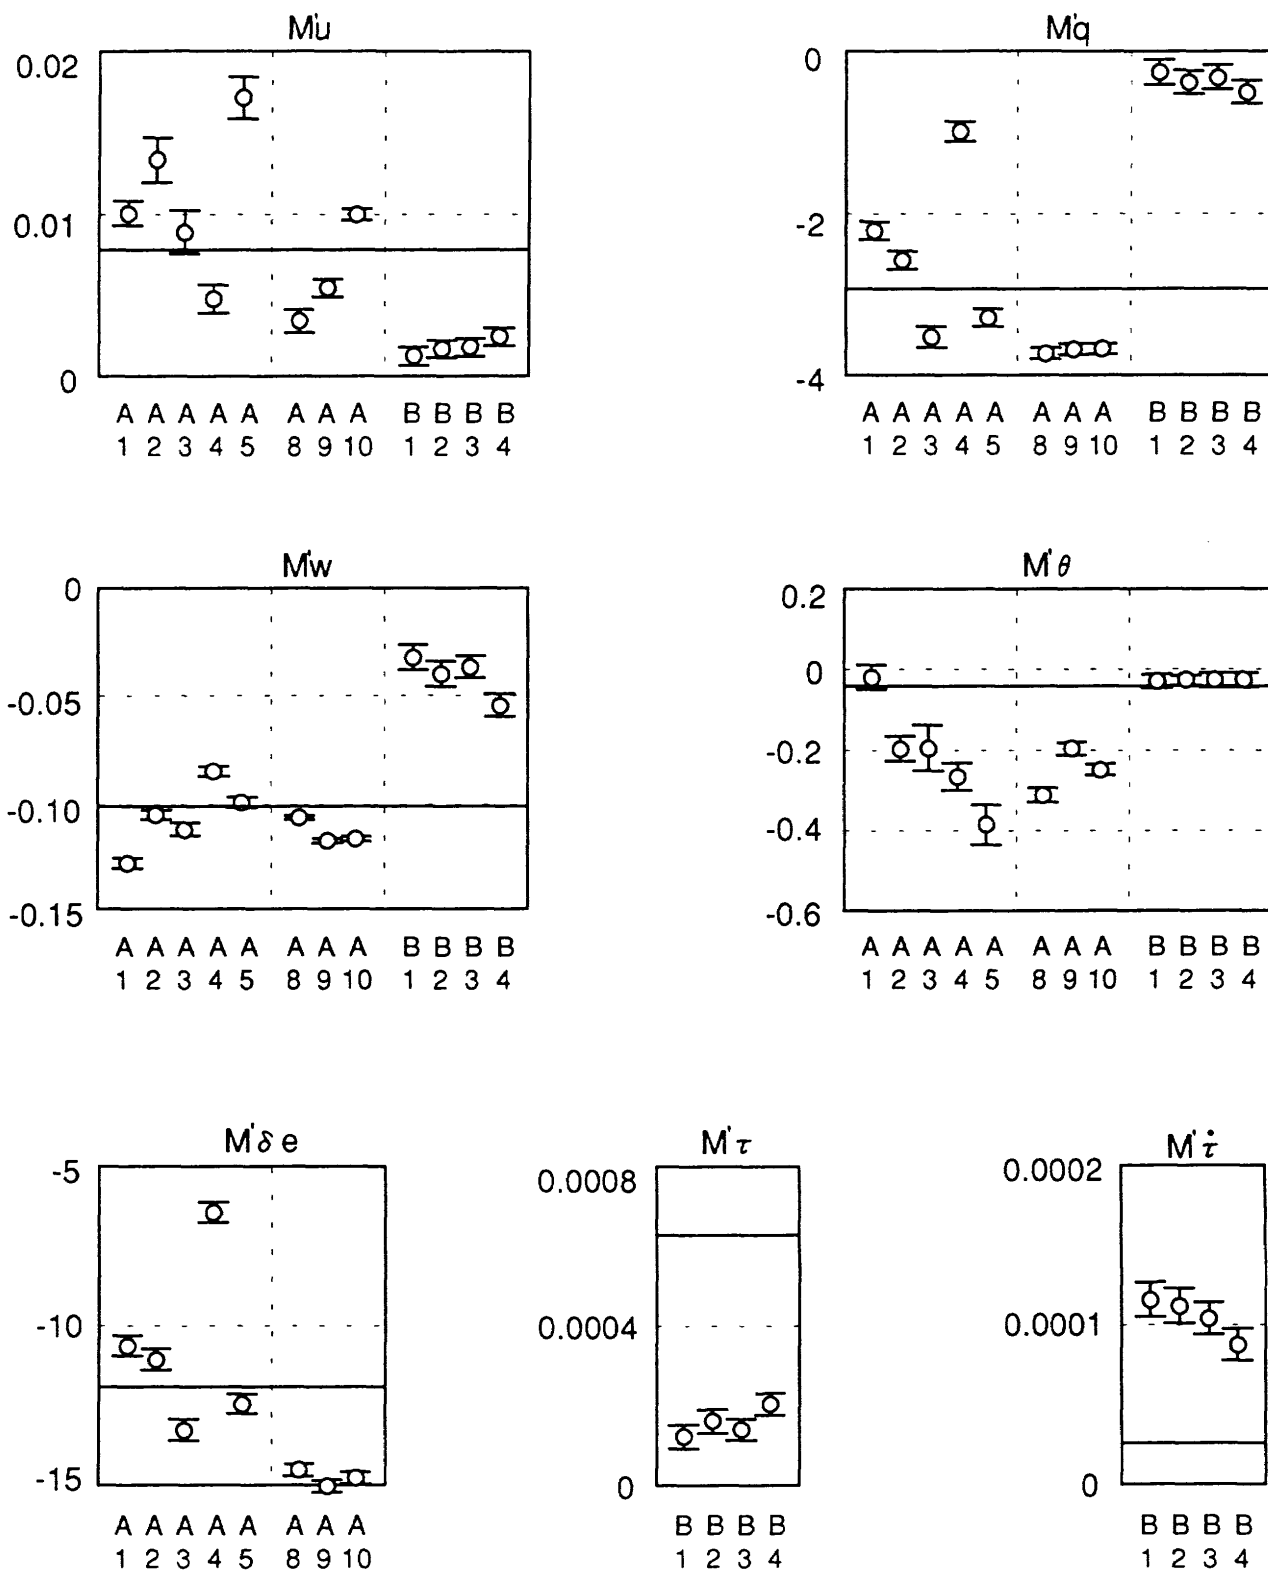 M'u
0.02
0.01
0
A A A A A A A A B B B B
1 2 3 4 5 8 9 10 1 2 3 4
M'q
0
-2
-4
A A A A A A A A B B B B
1 2 3 4 5 8 9 10 1 2 3 4
M'w
0
-0.05
-0.10
-0.15
A A A A A A A A B B B B
1 2 3 4 5 8 9 10 1 2 3 4
M'θ
0.2
0
-0.2
-0.4
-0.6
A A A A A A A A B B B B
1 2 3 4 5 8 9 10 1 2 3 4
M'δe
-5
-10
-15
A A A A A A A A
1 2 3 4 5 8 9 10
M'τ
0.0008
0.0004
0
B B B B
1 2 3 4
M'τ̇
0.0002
0.0001
0
B B B B
1 2 3 4